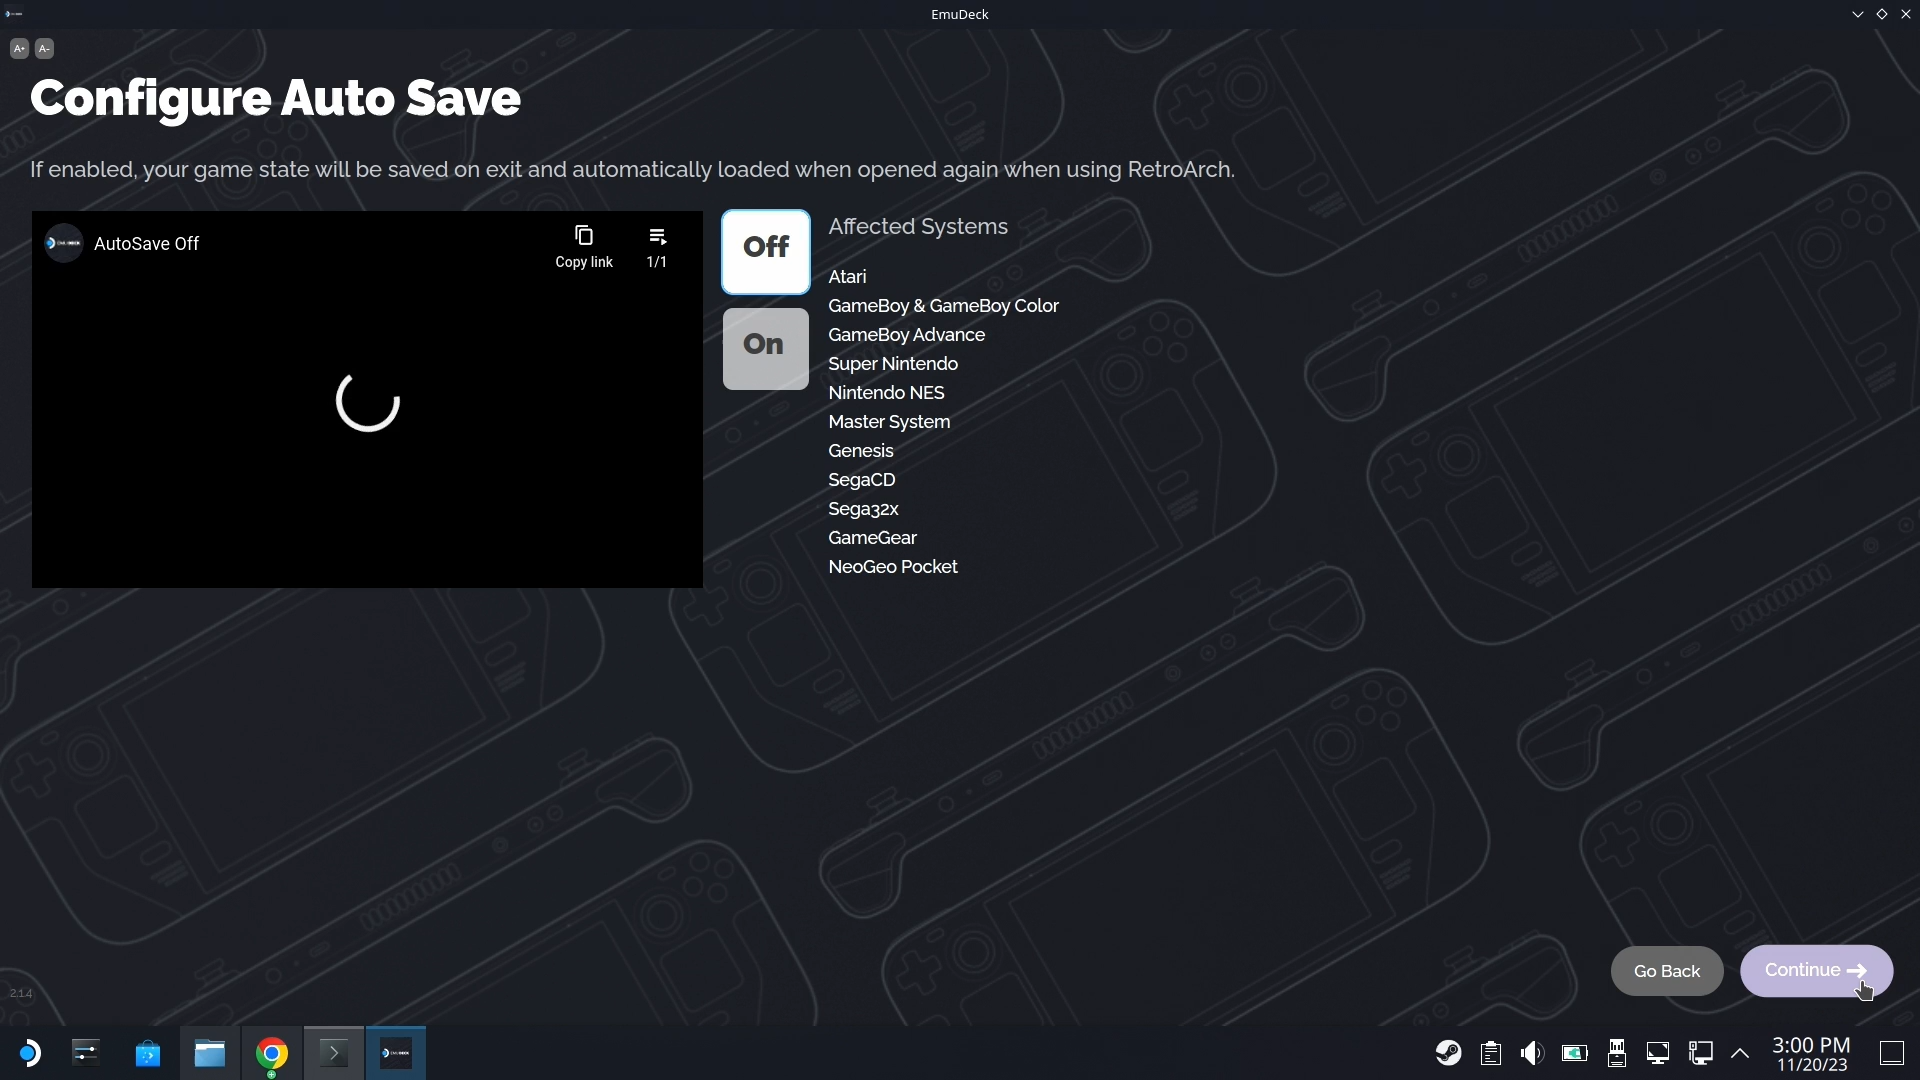 EmuDeck
A+ A-
Configure Auto Save
If enabled, your game state will be saved on exit and automatically loaded when opened again when using RetroArch.
AutoSave Off
Copy link
1/1
Off
On
Affected Systems
Atari
GameBoy & GameBoy Color
GameBoy Advance
Super Nintendo
Nintendo NES
Master System
Genesis
SegaCD
Sega32x
GameGear
NeoGeo Pocket
Go Back
Continue
2.1.4
3:00 PM
11/20/23